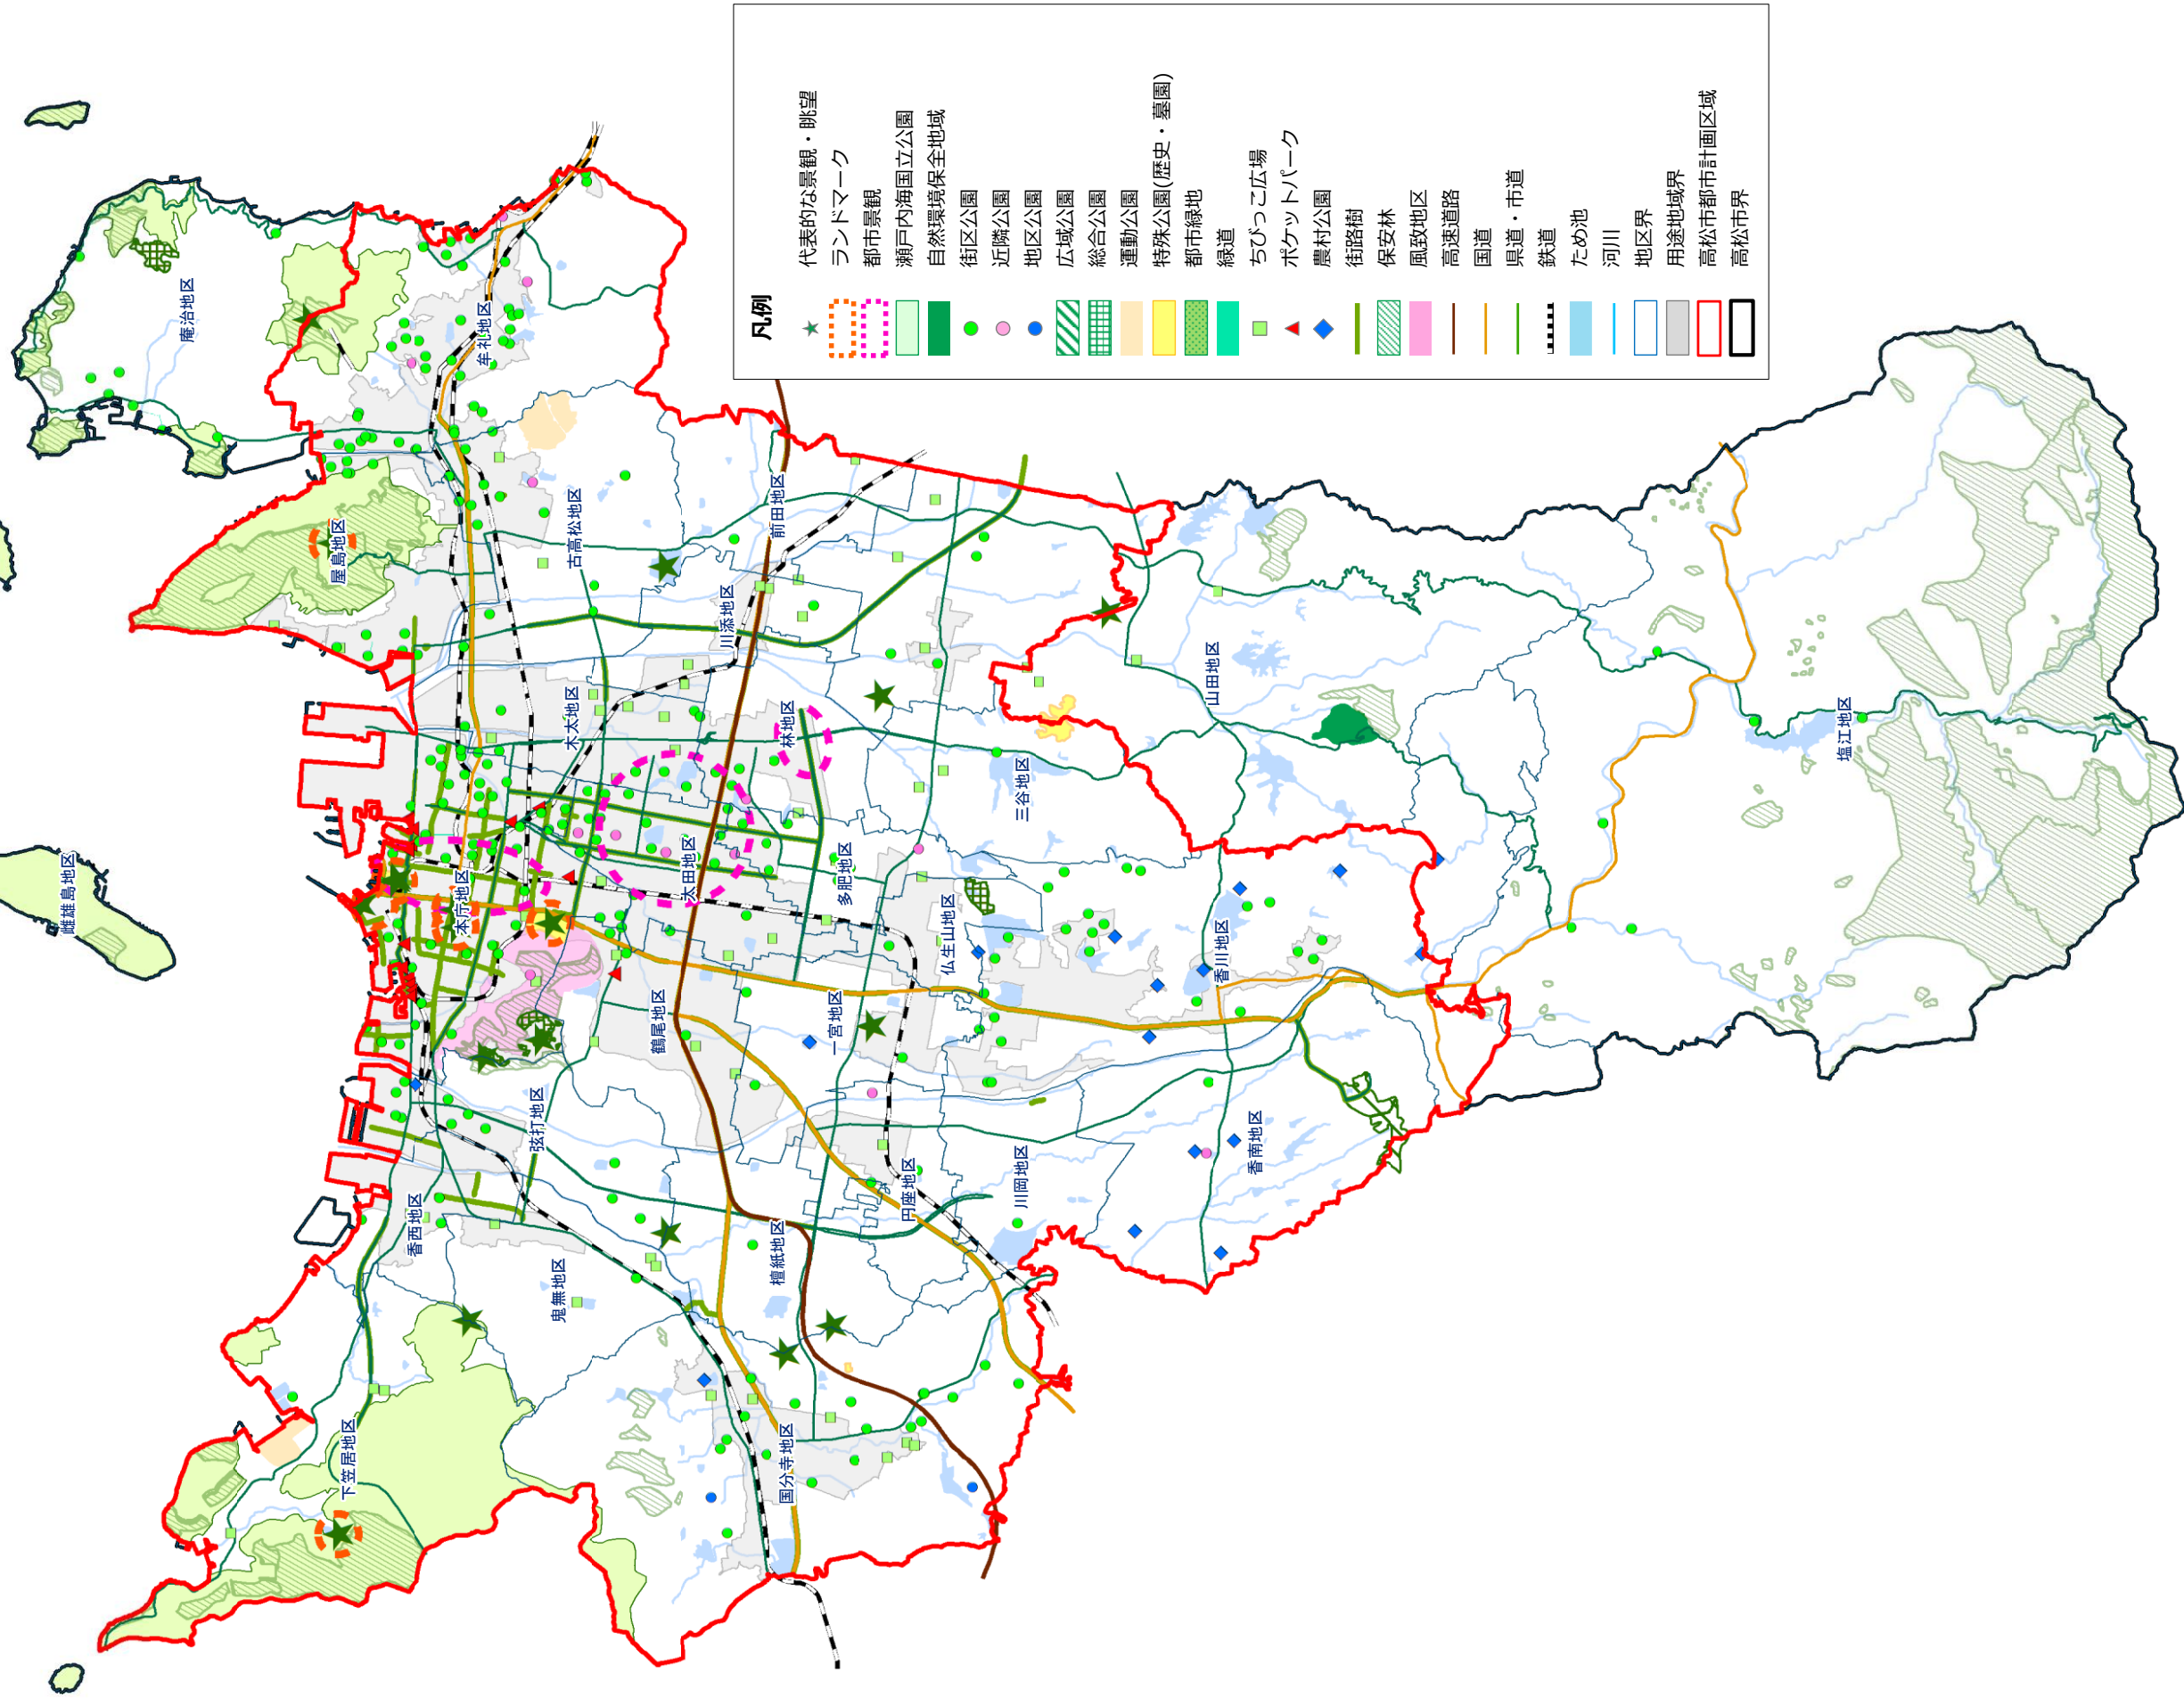 凡例
代表的な景観・眺望
ランドマーク
都市景観
瀬戸内海国立公園
自然環境保全地域
街区公園
近隣公園
地区公園
広域公園
総合公園
運動公園
特殊公園(歴史・墓園)
都市緑地
緑道
ちびっこ広場
ポケットパーク
農村公園
街路樹
保安林
風致地区
高速道路
国道
県道・市道
鉄道
ため池
河川
地区界
用途地域界
高松市都市計画区域
高松市界
庵治地区
牟礼地区
屋島地区
古高松地区
前田地区
川添地区
木太地区
林地区
山田地区
塩江地区
三谷地区
雌雄島地区
本庁地区
太田地区
多肥地区
仏生山地区
香川地区
鶴尾地区
一宮地区
弦打地区
香南地区
川岡地区
円座地区
香西地区
檀紙地区
鬼無地区
下笠居地区
国分寺地区